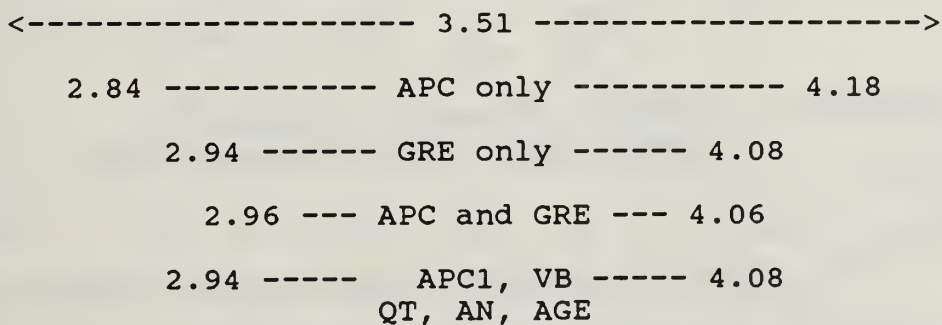 <-------------------- 3.51 -------------------->
2.84 ----------- APC only ----------- 4.18
2.94 ------ GRE only ------ 4.08
2.96 --- APC and GRE --- 4.06
2.94 ----- APC1, VB ----- 4.08
QT, AN, AGE